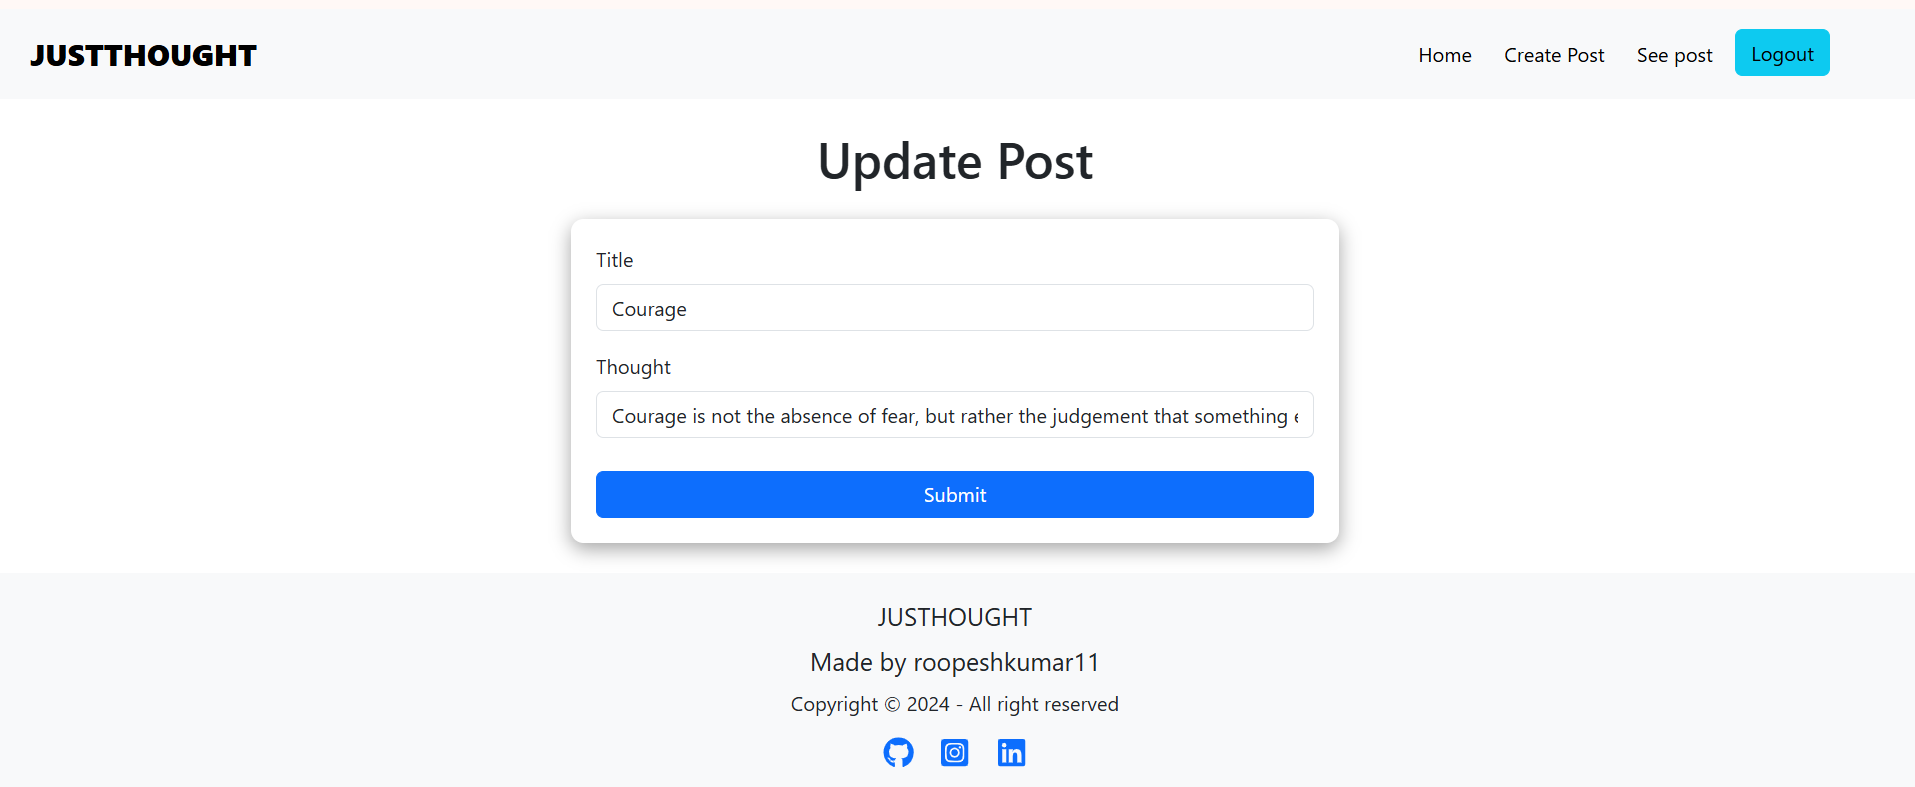 JUSTTHOUGHT
Home Create Post See post Logout
Update Post
Title
Courage
Thought
Courage is not the absence of fear, but rather the judgement that something
Submit
JUSTHOUGHT
Made by roopeshkumar11
Copyright © 2024 - All right reserved